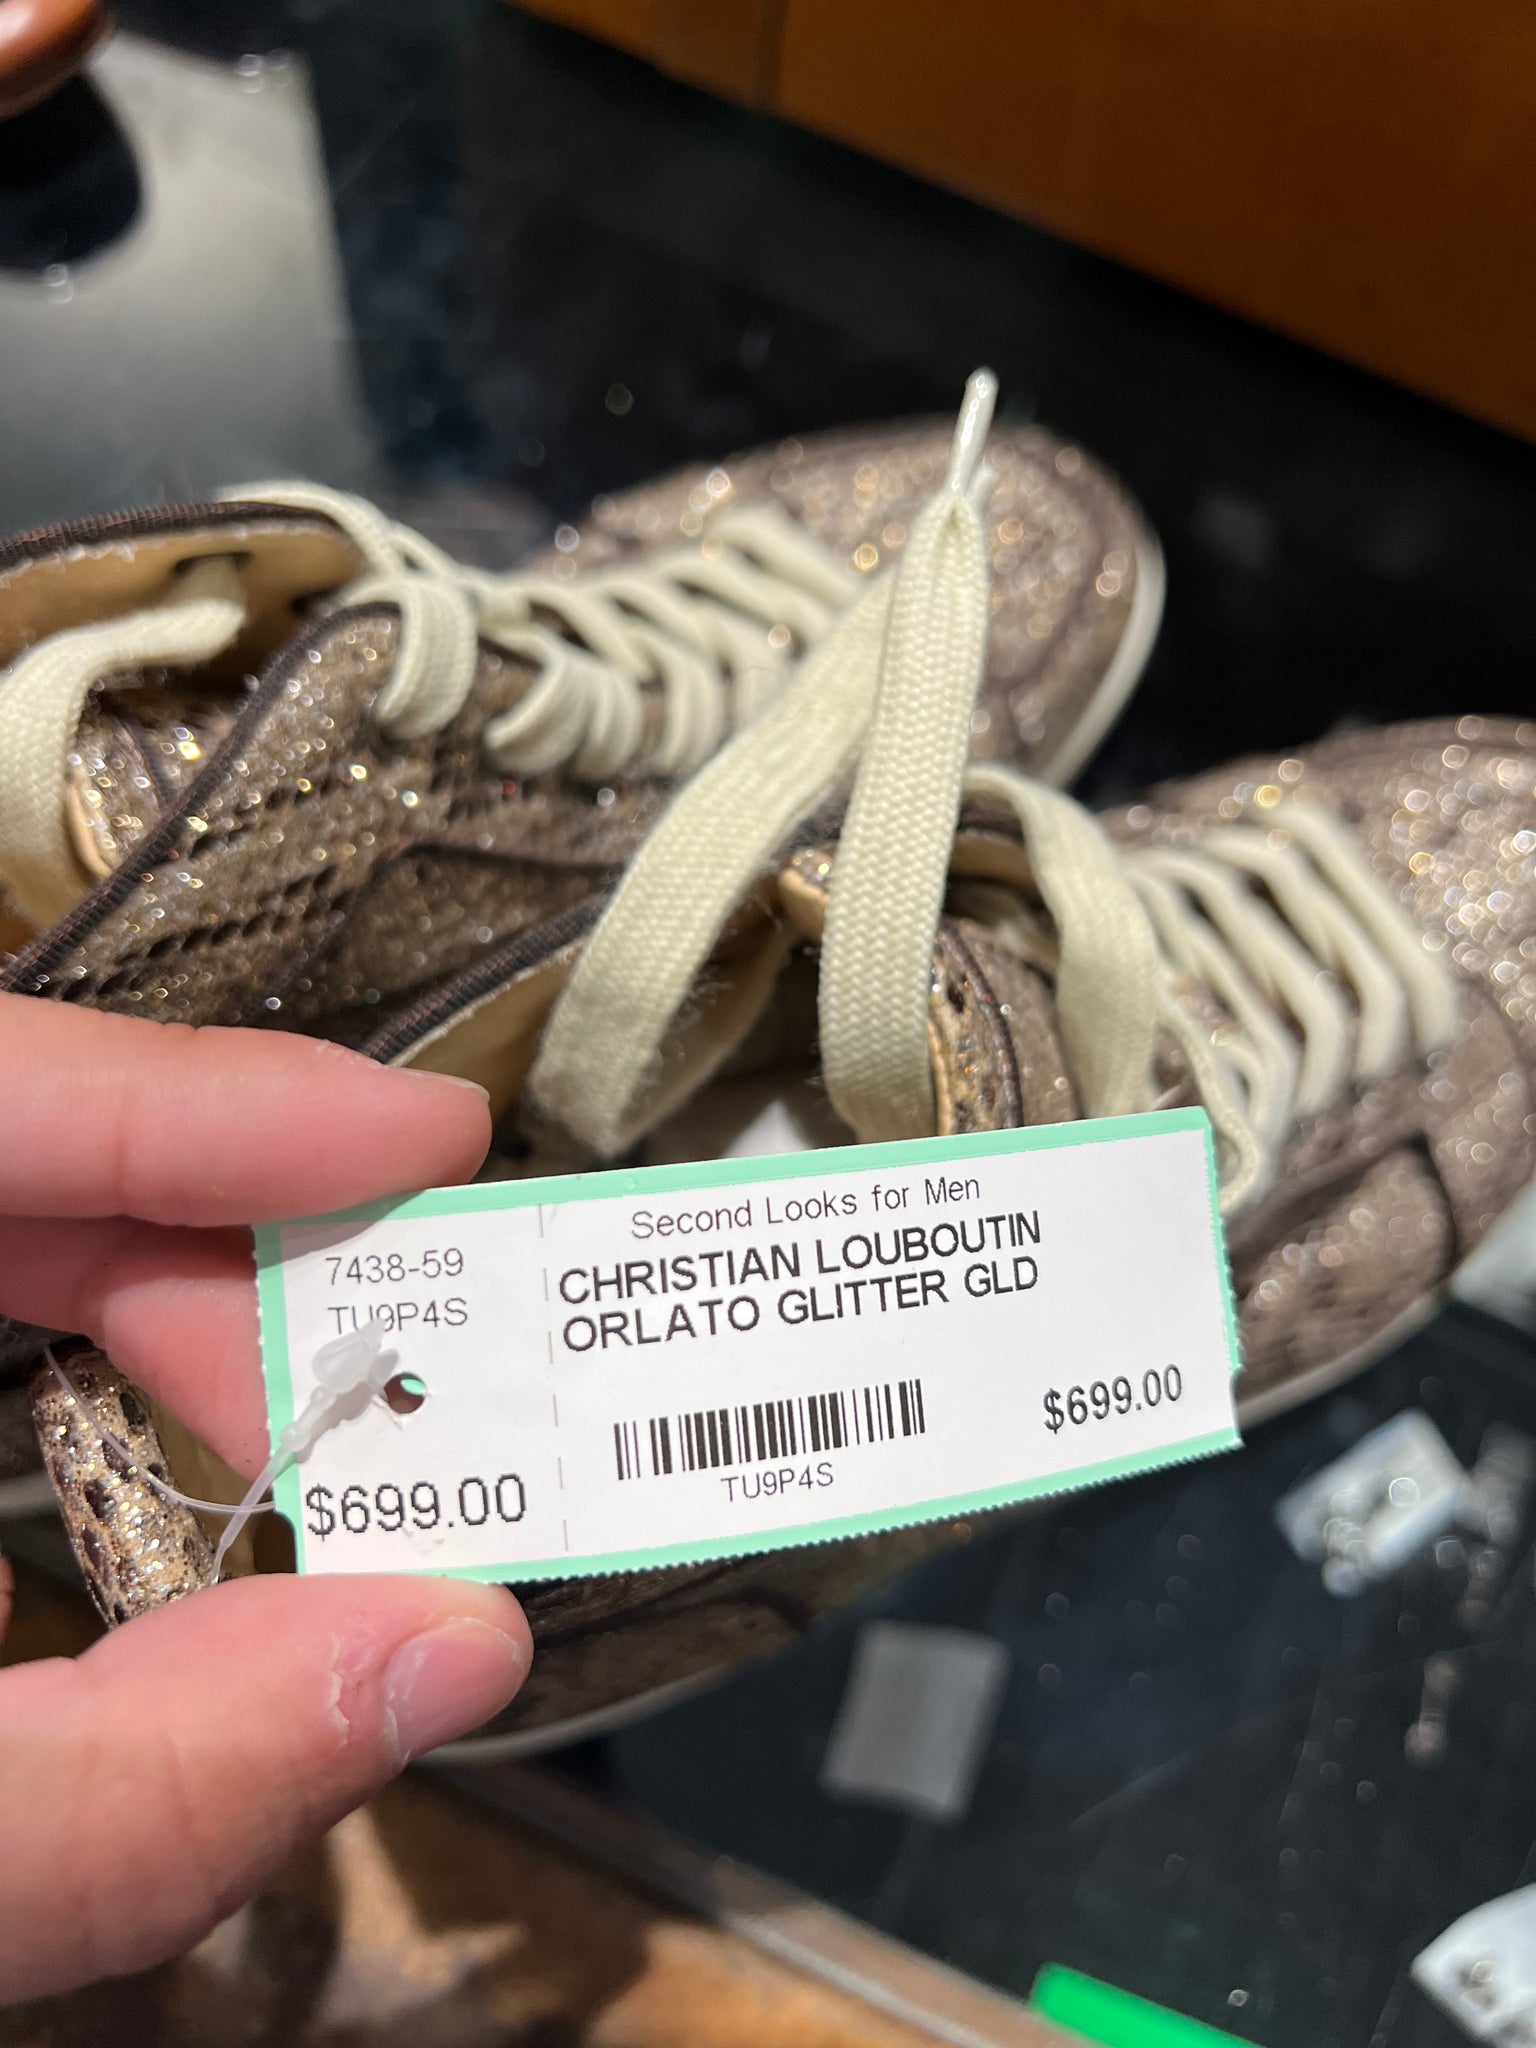 7438-59
TU9P4S
$699.00
Second Looks for Men
CHRISTIAN LOUBOUTIN
ORLATO GLITTER GLD
TU9P4S
$699.00